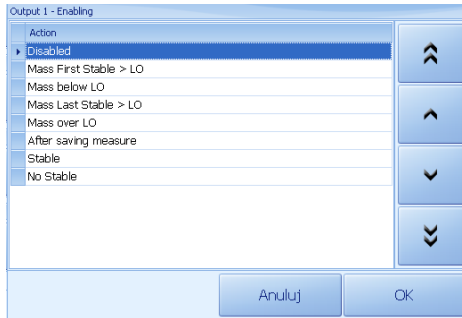 Output 1 - Enabling
Action
Disabled
Mass First Stable > LO
Mass below LO
Mass Last Stable > LO
Mass over LO
After saving measure
Stable
No Stable
Anuluj
OK